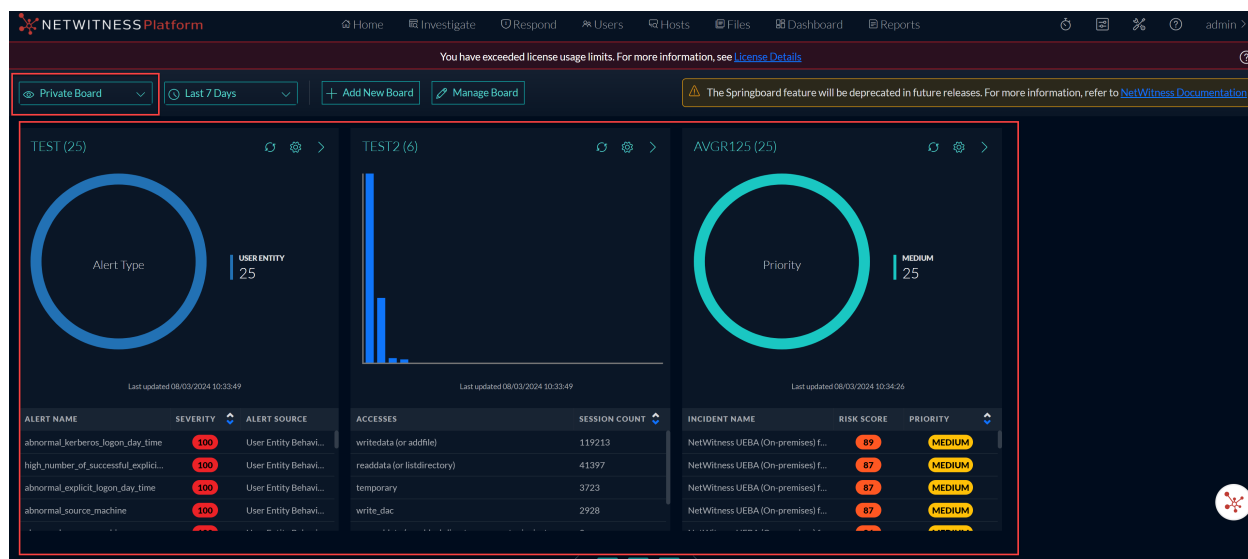 NETWITNESS Platform
Home Investigate Respond Users Hosts Files Dashboard Reports admin >
You have exceeded license usage limits. For more information, see License Details
Private Board Last 7 Days + Add New Board Manage Board The Springboard feature will be deprecated in future releases. For more information, refer to NetWitness Documentation
TEST (25)
Alert Type
USER ENTITY
25
Last updated 08/03/2024 10:33:49
ALERT NAME SEVERITY ALERT SOURCE
abnormal_kerberos_logon_day_time 100 User Entity Behavi...
high_number_of_successful_explici... 100 User Entity Behavi...
abnormal_explicit_logon_day_time 100 User Entity Behavi...
abnormal_source_machine 100 User Entity Behavi...
TEST2 (6)
Last updated 08/03/2024 10:33:49
ACCESSES SESSION COUNT
writedata (or addfile) 119213
readdata (or listdirectory) 41397
temporary 3723
write_dac 2928
AVGR125 (25)
Priority
MEDIUM
25
Last updated 08/03/2024 10:34:26
INCIDENT NAME RISK SCORE PRIORITY
NetWitness UEBA (On-premises) f... 89 MEDIUM
NetWitness UEBA (On-premises) f... 87 MEDIUM
NetWitness UEBA (On-premises) f... 87 MEDIUM
NetWitness UEBA (On-premises) f... 87 MEDIUM